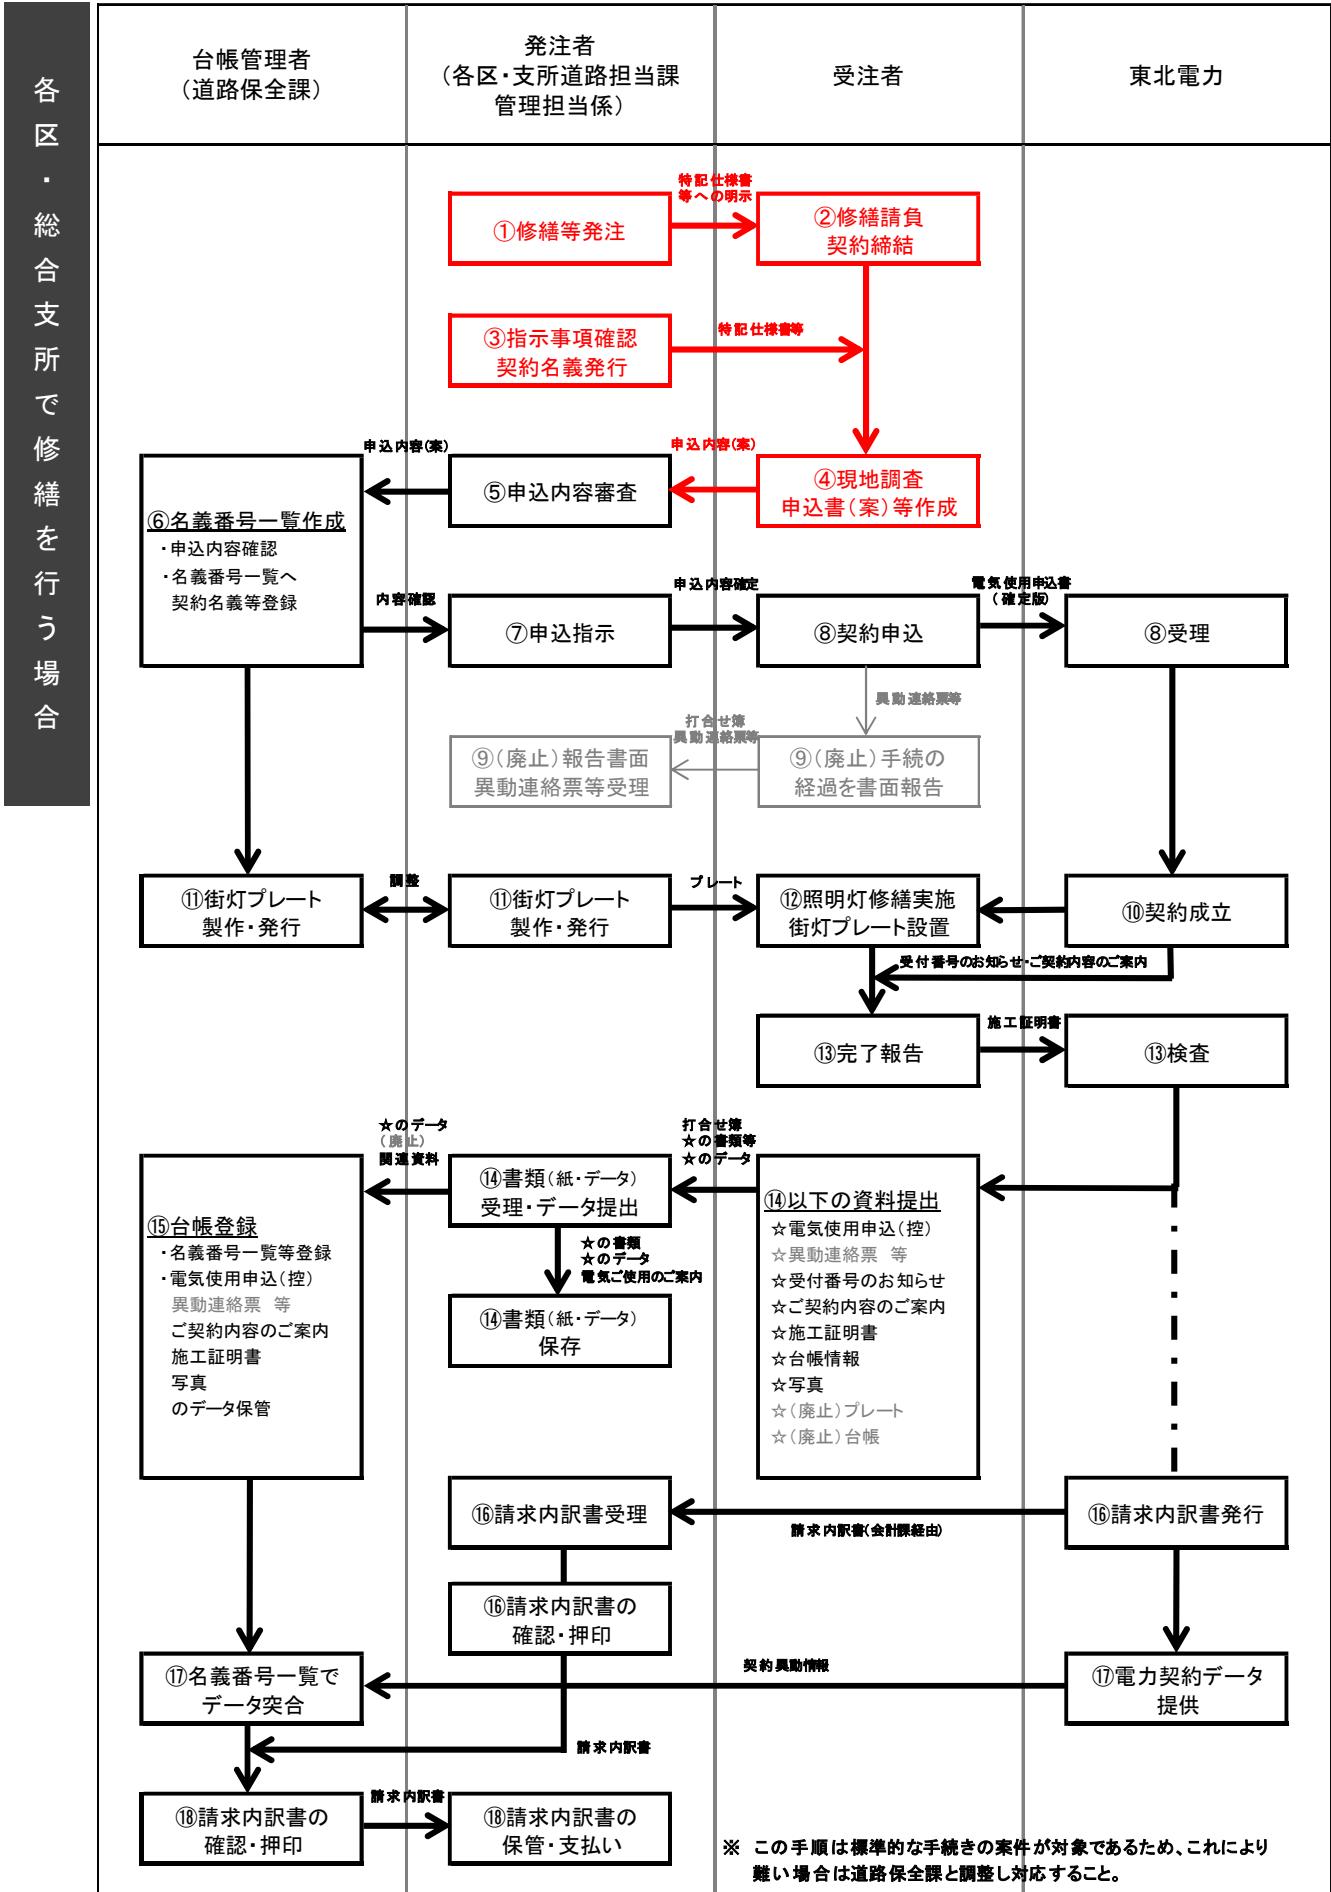 各区・総合支所で修繕を行う場合
台帳管理者
（道路保全課）
発注者
（各区・支所道路担当課
管理担当係）
受注者
東北電力
特記仕様書
等への明示
①修繕等発注
②修繕請負
契約締結
③指示事項確認
契約名義発行
特記仕様書等
申込内容(案)
申込内容(案)
⑥名義番号一覧作成
・申込内容確認
・名義番号一覧へ
契約名義等登録
⑤申込内容審査
④現地調査
申込書（案）等作成
内容確認
申込内容確定
電気使用申込書
（確定版）
⑦申込指示
⑧契約申込
⑧受理
異動連絡票等
打合せ簿
異動連絡票等
⑨（廃止）報告書面
異動連絡票等受理
⑨（廃止）手続の
経過を書面報告
⑪街灯プレート
製作・発行
調整
⑪街灯プレート
製作・発行
プレート
⑫照明灯修繕実施
街灯プレート設置
⑩契約成立
受付番号のお知らせ・ご契約内容のご案内
⑬完了報告
施工証明書
⑬検査
☆のデータ
（廃止）
関連資料
打合せ簿
☆の書類等
☆のデータ
⑮台帳登録
・名義番号一覧等登録
・電気使用申込（控）
異動連絡票　等
ご契約内容のご案内
施工証明書
写真
のデータ保管
⑭書類（紙・データ）
受理・データ提出
☆の書類
☆のデータ
電気ご使用のご案内
⑭書類（紙・データ）
保存
⑭以下の資料提出
☆電気使用申込（控）
☆異動連絡票　等
☆受付番号のお知らせ
☆ご契約内容のご案内
☆施工証明書
☆台帳情報
☆写真
☆（廃止）プレート
☆（廃止）台帳
⑯請求内訳書受理
請求内訳書(会計課経由)
⑯請求内訳書発行
⑯請求内訳書の
確認・押印
⑰名義番号一覧で
データ突合
契約異動情報
⑰電力契約データ
提供
請求内訳書
⑱請求内訳書の
確認・押印
請求内訳書
⑱請求内訳書の
保管・支払い
※　この手順は標準的な手続きの案件が対象であるため、これにより
難い場合は道路保全課と調整し対応すること。